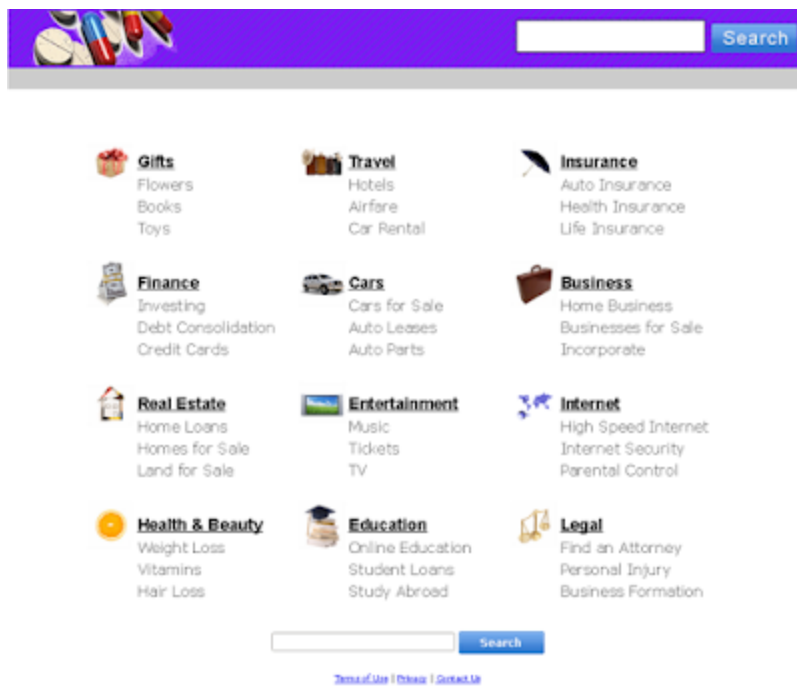 Search
Gifts
Flowers
Books
Toys
Travel
Hotels
Airfare
Car Rental
Insurance
Auto Insurance
Health Insurance
Life Insurance
Finance
Investing
Debt Consolidation
Credit Cards
Cars
Cars for Sale
Auto Leases
Auto Parts
Business
Home Business
Businesses for Sale
Incorporate
Real Estate
Home Loans
Homes for Sale
Land for Sale
Entertainment
Music
Tickets
TV
Internet
High Speed Internet
Internet Security
Parental Control
Health & Beauty
Weight Loss
Vitamins
Hair Loss
Education
Online Education
Student Loans
Study Abroad
Legal
Find an Attorney
Personal Injury
Business Formation
Search
Terms of Use | Privacy | Contact Us